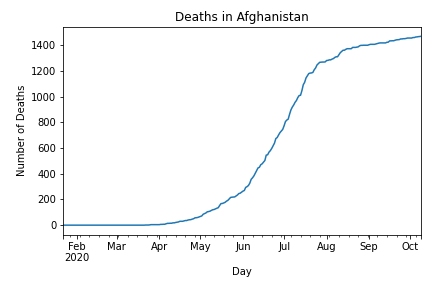 Deaths in Afghanistan
Number of Deaths
1400
1200
1000
800
600
400
200
0
Feb Mar Apr May Jun Jul Aug Sep Oct
2020
Day